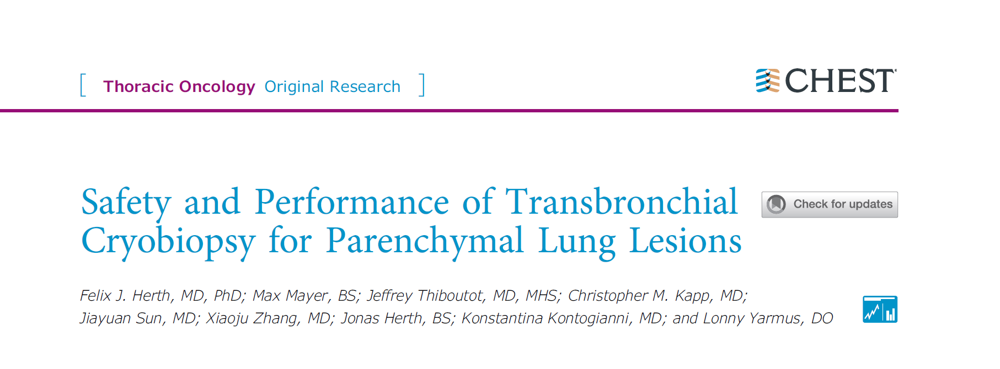 [ Thoracic Oncology Original Research ]
CHEST
Safety and Performance of Transbronchial
Cryobiopsy for Parenchymal Lung Lesions
Check for updates
Felix J. Herth, MD, PhD; Max Mayer, BS; Jeffrey Thiboutot, MD, MHS; Christopher M. Kapp, MD;
Jiayuan Sun, MD; Xiaoju Zhang, MD; Jonas Herth, BS; Konstantina Kontogianni, MD; and Lonny Yarmus, DO